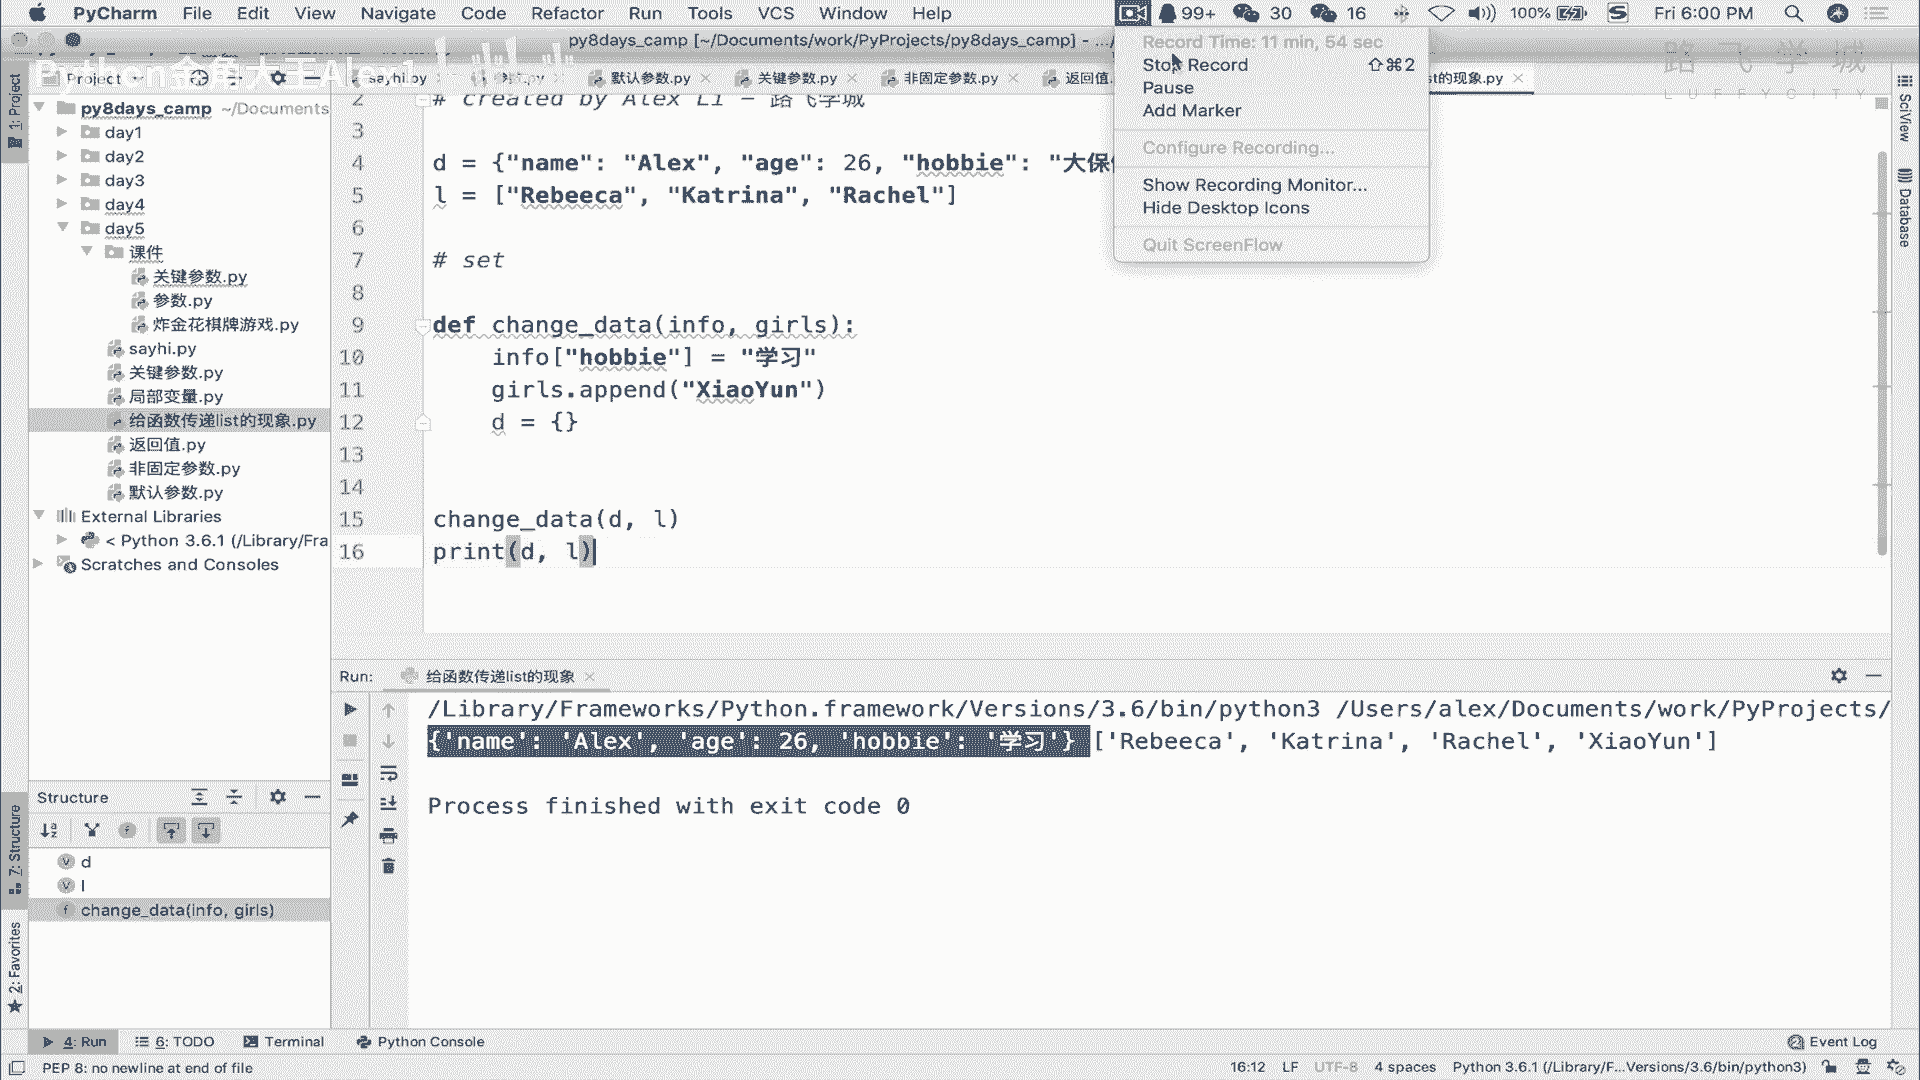 PyCharm File Edit View Navigate Code Refactor Run Tools VCS Window Help 99+ 30 16 100% Fri 6:00 PM
py8days_camp [~/Documents/work/PyProjects/py8days_camp] - .../
Python金角大王Alex1
路飞学城
LUFFYCITY
Project
sayhi.py
默认参数.py
关键参数.py
非固定参数.py
返回值.
st的现象.py
Record Time: 11 min, 54 sec
Stop Record ⇧⌘2
Pause
Add Marker
Configure Recording...
Show Recording Monitor...
Hide Desktop Icons
Quit ScreenFlow
1: Project
py8days_camp ~/Documents
day1
day2
day3
day4
day5
课件
关键参数.py
参数.py
炸金花棋牌游戏.py
sayhi.py
关键参数.py
局部变量.py
给函数传递list的现象.py
返回值.py
非固定参数.py
默认参数.py
External Libraries
< Python 3.6.1 (/Library/Fra
Scratches and Consoles
2 # created by Alex Li - 路飞学城
3
4 d = {"name": "Alex", "age": 26, "hobbie": "大保
5 l = ["Rebeeca", "Katrina", "Rachel"]
6
7 # set
8
9 def change_data(info, girls):
10 info["hobbie"] = "学习"
11 girls.append("XiaoYun")
12 d = {}
13
14
15 change_data(d, l)
16 print(d, l)
SciView
Database
Run: 给函数传递list的现象
/Library/Frameworks/Python.framework/Versions/3.6/bin/python3 /Users/alex/Documents/work/PyProjects/
{'name': 'Alex', 'age': 26, 'hobbie': '学习'} ['Rebeeca', 'Katrina', 'Rachel', 'XiaoYun']
Process finished with exit code 0
Structure
d
l
change_data(info, girls)
7: Structure
2: Favorites
4: Run 6: TODO Terminal Python Console Event Log
PEP 8: no newline at end of file 16:12 LF UTF-8 4 spaces Python 3.6.1 (/Library/F...Versions/3.6/bin/python3)